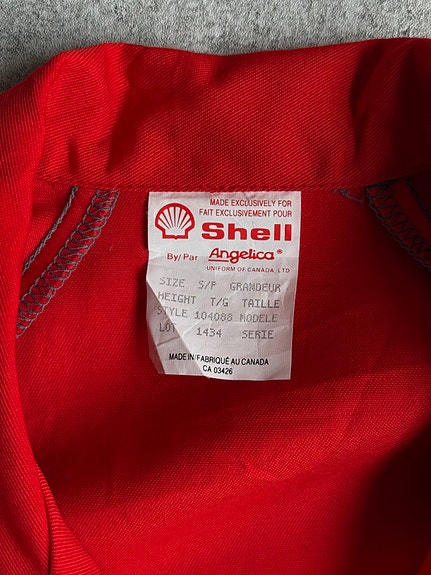 MADE EXCLUSIVELY FOR
FAIT EXCLUSIVEMENT POUR
Shell
By/Par Angelica®
UNIFORM OF CANADA, LTD
SIZE S/P GRANDEUR
HEIGHT T/G TAILLE
STYLE 104088 MODELE
LOT 1434 SERIE
MADE IN/FABRIQUÉ AU CANADA
CA 03426